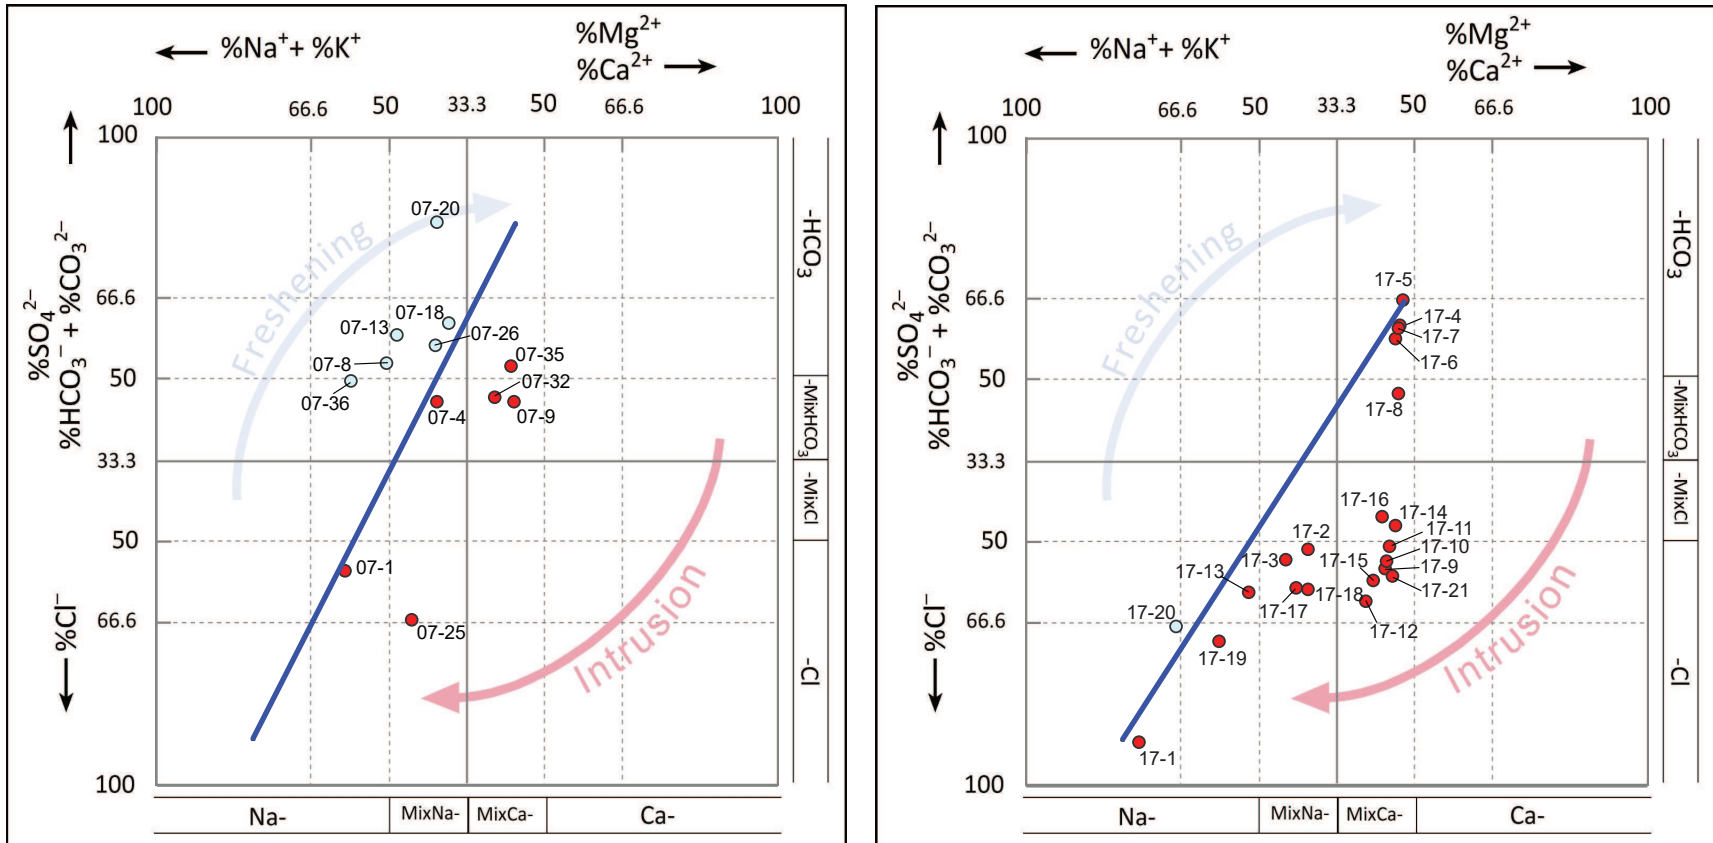 %Na⁺+ %K⁺
%Mg²⁺
%Ca²⁺
100 66.6 50 33.3 50 66.6 100
100
66.6
50
33.3
50
66.6
100
%SO₄²⁻
%HCO₃⁻ + %CO₃²⁻
%Cl⁻
Freshening
Intrusion
07-20
07-18
07-13
07-26
07-8
07-35
07-32
07-36
07-4
07-9
07-1
07-25
-HCO₃
-MixHCO₃
-MixCl
-Cl
Na-
MixNa-
MixCa-
Ca-
%Na⁺+ %K⁺
%Mg²⁺
%Ca²⁺
100 66.6 50 33.3 50 66.6 100
100
66.6
50
33.3
50
66.6
100
%SO₄²⁻
%HCO₃⁻ + %CO₃²⁻
%Cl⁻
Freshening
Intrusion
17-5
17-4
17-7
17-6
17-8
17-16
17-14
17-11
17-2
17-10
17-3
17-15
17-9
17-13
17-21
17-18
17-17
17-20
17-12
17-19
17-1
-HCO₃
-MixHCO₃
-MixCl
-Cl
Na-
MixNa-
MixCa-
Ca-